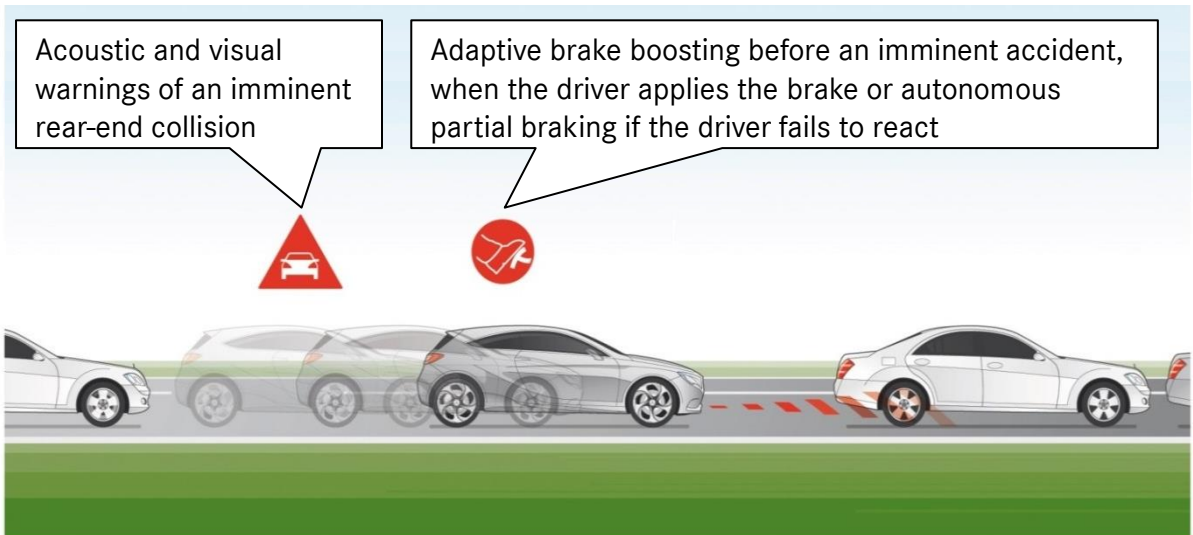 Acoustic and visual
warnings of an imminent
rear-end collision
Adaptive brake boosting before an imminent accident,
when the driver applies the brake or autonomous
partial braking if the driver fails to react